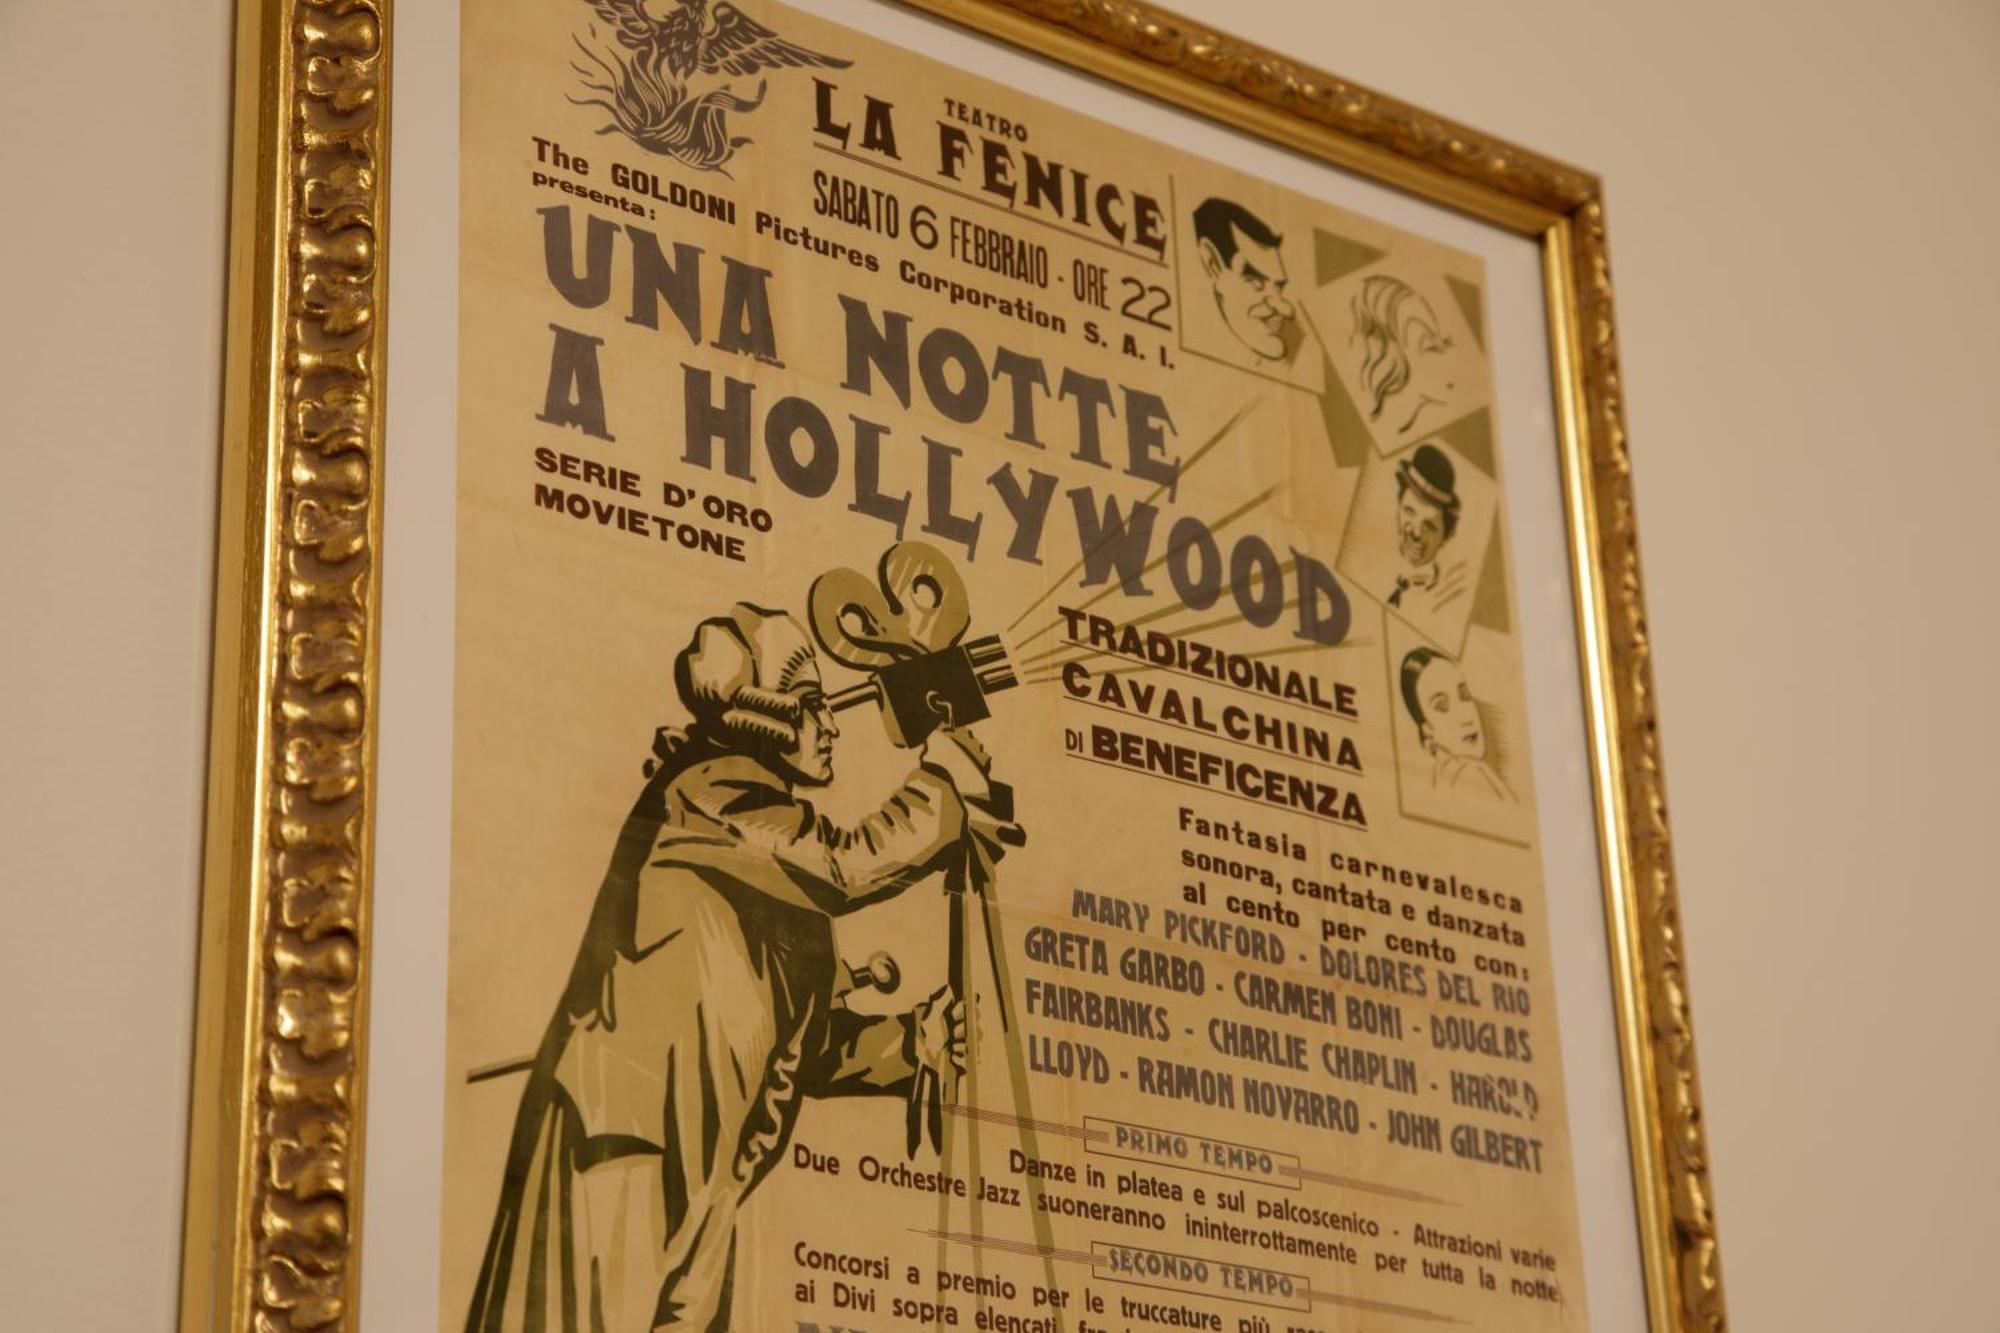 TEATRO
LA FENICE
SABATO 6 FEBBRAIO - ORE 22
The GOLDONI Pictures Corporation S. A. I.
presenta:
UNA NOTTE
A HOLLYWOOD
SERIE D'ORO
MOVIETONE
TRADIZIONALE
CAVALCHINA
DI BENEFICENZA
Fantasia carnevalesca
sonora, cantata e danzata
al cento per cento con:
MARY PICKFORD - DOLORES DEL RIO
GRETA GARBO - CARMEN BONI - DOUGLAS
FAIRBANKS - CHARLIE CHAPLIN - HAROLD
LLOYD - RAMON NOVARRO - JOHN GILBERT
PRIMO TEMPO
Danze in platea e sul palcoscenico - Attrazioni varie
Due Orchestre Jazz suoneranno ininterrottamente per tutta la notte
SECONDO TEMPO
Concorsi a premio per le truccature più
ai Divi sopra elencati